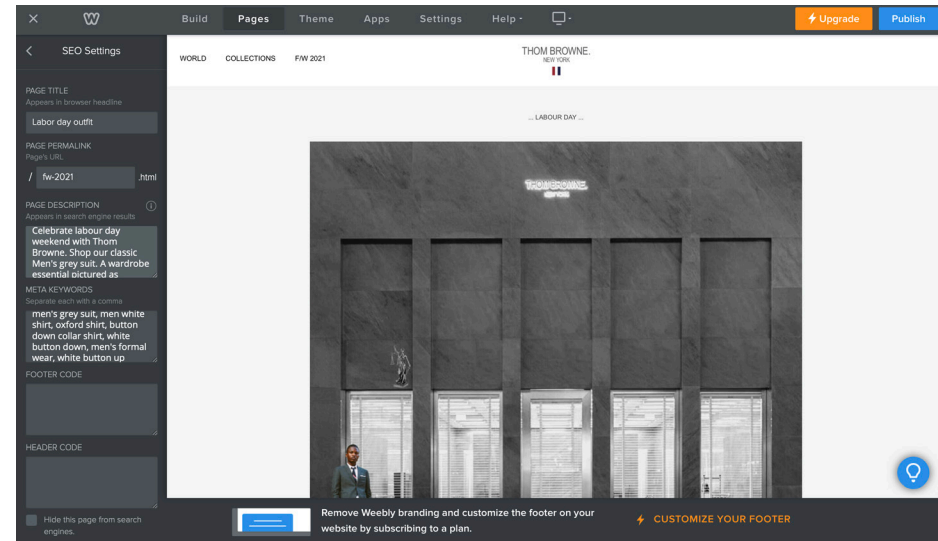 Build Pages Theme Apps Settings Help
Upgrade
Publish
SEO Settings
PAGE TITLE
Appears in browser headline
Labor day outfit
PAGE PERMALINK
Page's URL
/ fw-2021 .html
PAGE DESCRIPTION
Appears in search engine results
Celebrate labour day
weekend with Thom
Browne. Shop our classic
Men's grey suit. A wardrobe
essential pictured as
META KEYWORDS
Separate each with a comma
men's grey suit, men white
shirt, oxford shirt, button
down collar shirt, white
button down, men's formal
wear, white button up
FOOTER CODE
HEADER CODE
Hide this page from search
engines.
WORLD COLLECTIONS F/W 2021
THOM BROWNE.
NEW YORK
... LABOUR DAY ...
THOM BROWNE.
NEW YORK
Remove Weebly branding and customize the footer on your
website by subscribing to a plan.
CUSTOMIZE YOUR FOOTER